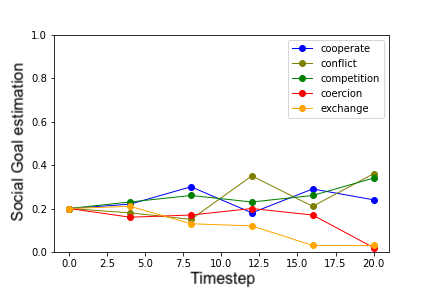 1.0
0.8
0.6
0.4
0.2
0.0
Social Goal estimation
cooperate
conflict
competition
coercion
exchange
0.0 2.5 5.0 7.5 10.0 12.5 15.0 17.5 20.0
Timestep